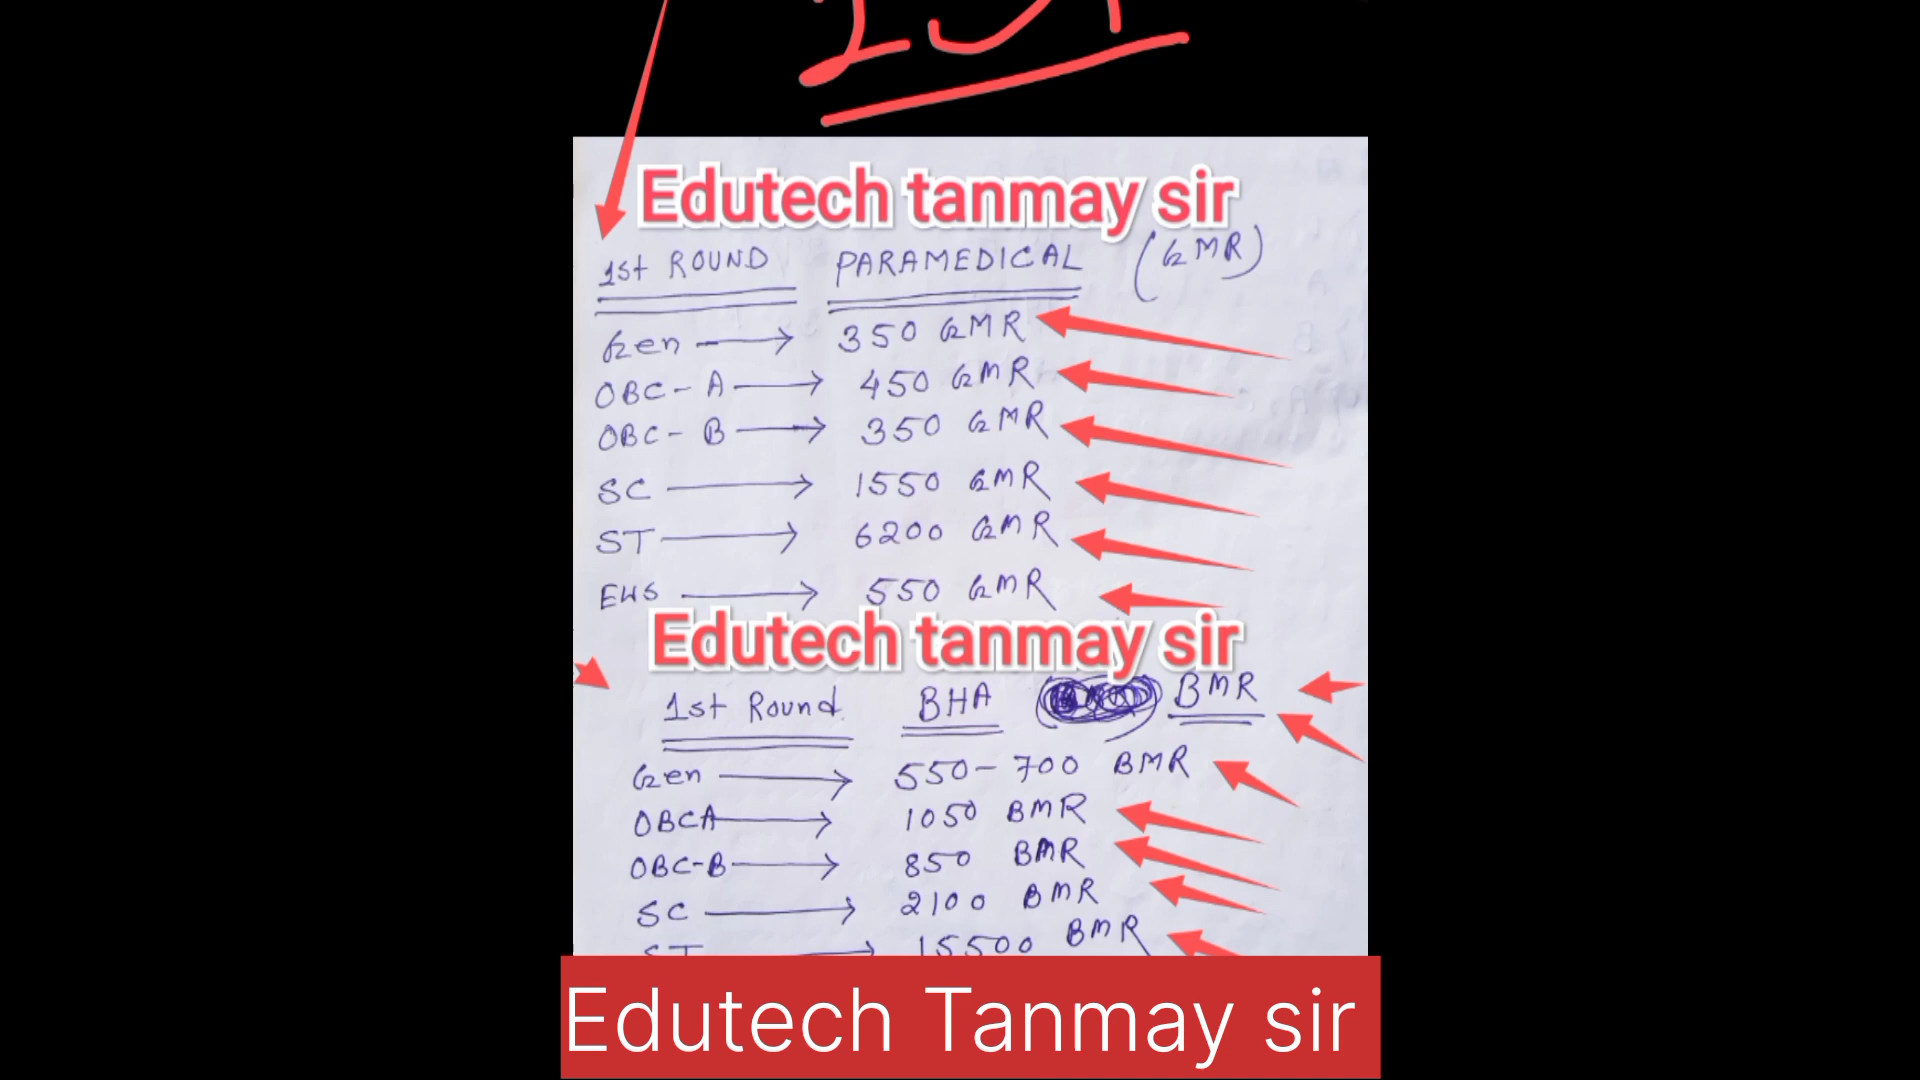 1st
Edutech tanmay sir
1st ROUND PARAMEDICAL (GMR)
Gen → 350 GMR
OBC-A → 450 GMR
OBC-B → 350 GMR
SC → 1550 GMR
ST → 6200 GMR
EWS → 550 GMR
Edutech tanmay sir
1st Round BHA BMR
Gen → 550-700 BMR
OBCA → 1050 BMR
OBC-B → 850 BMR
SC → 2100 BMR
ST → 15500 BMR
Edutech Tanmay sir